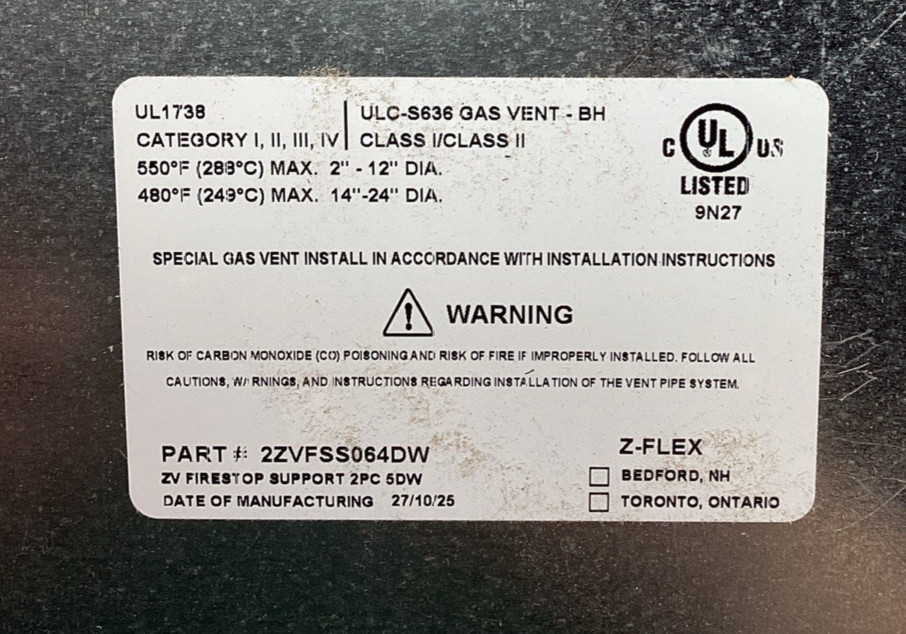 UL1738
CATEGORY I, II, III, IV
ULC-S636 GAS VENT - BH
CLASS I/CLASS II
550°F (288°C) MAX. 2" - 12" DIA.
480°F (249°C) MAX. 14"-24" DIA.
C UL US
LISTED
9N27
SPECIAL GAS VENT INSTALL IN ACCORDANCE WITH INSTALLATION INSTRUCTIONS
WARNING
RISK OF CARBON MONOXIDE (CO) POISONING AND RISK OF FIRE IF IMPROPERLY INSTALLED. FOLLOW ALL
CAUTIONS, WARNINGS, AND INSTRUCTIONS REGARDING INSTALLATION OF THE VENT PIPE SYSTEM.
PART # 2ZVFSS064DW
ZV FIRESTOP SUPPORT 2PC 5DW
DATE OF MANUFACTURING 27/10/25
Z-FLEX
BEDFORD, NH
TORONTO, ONTARIO